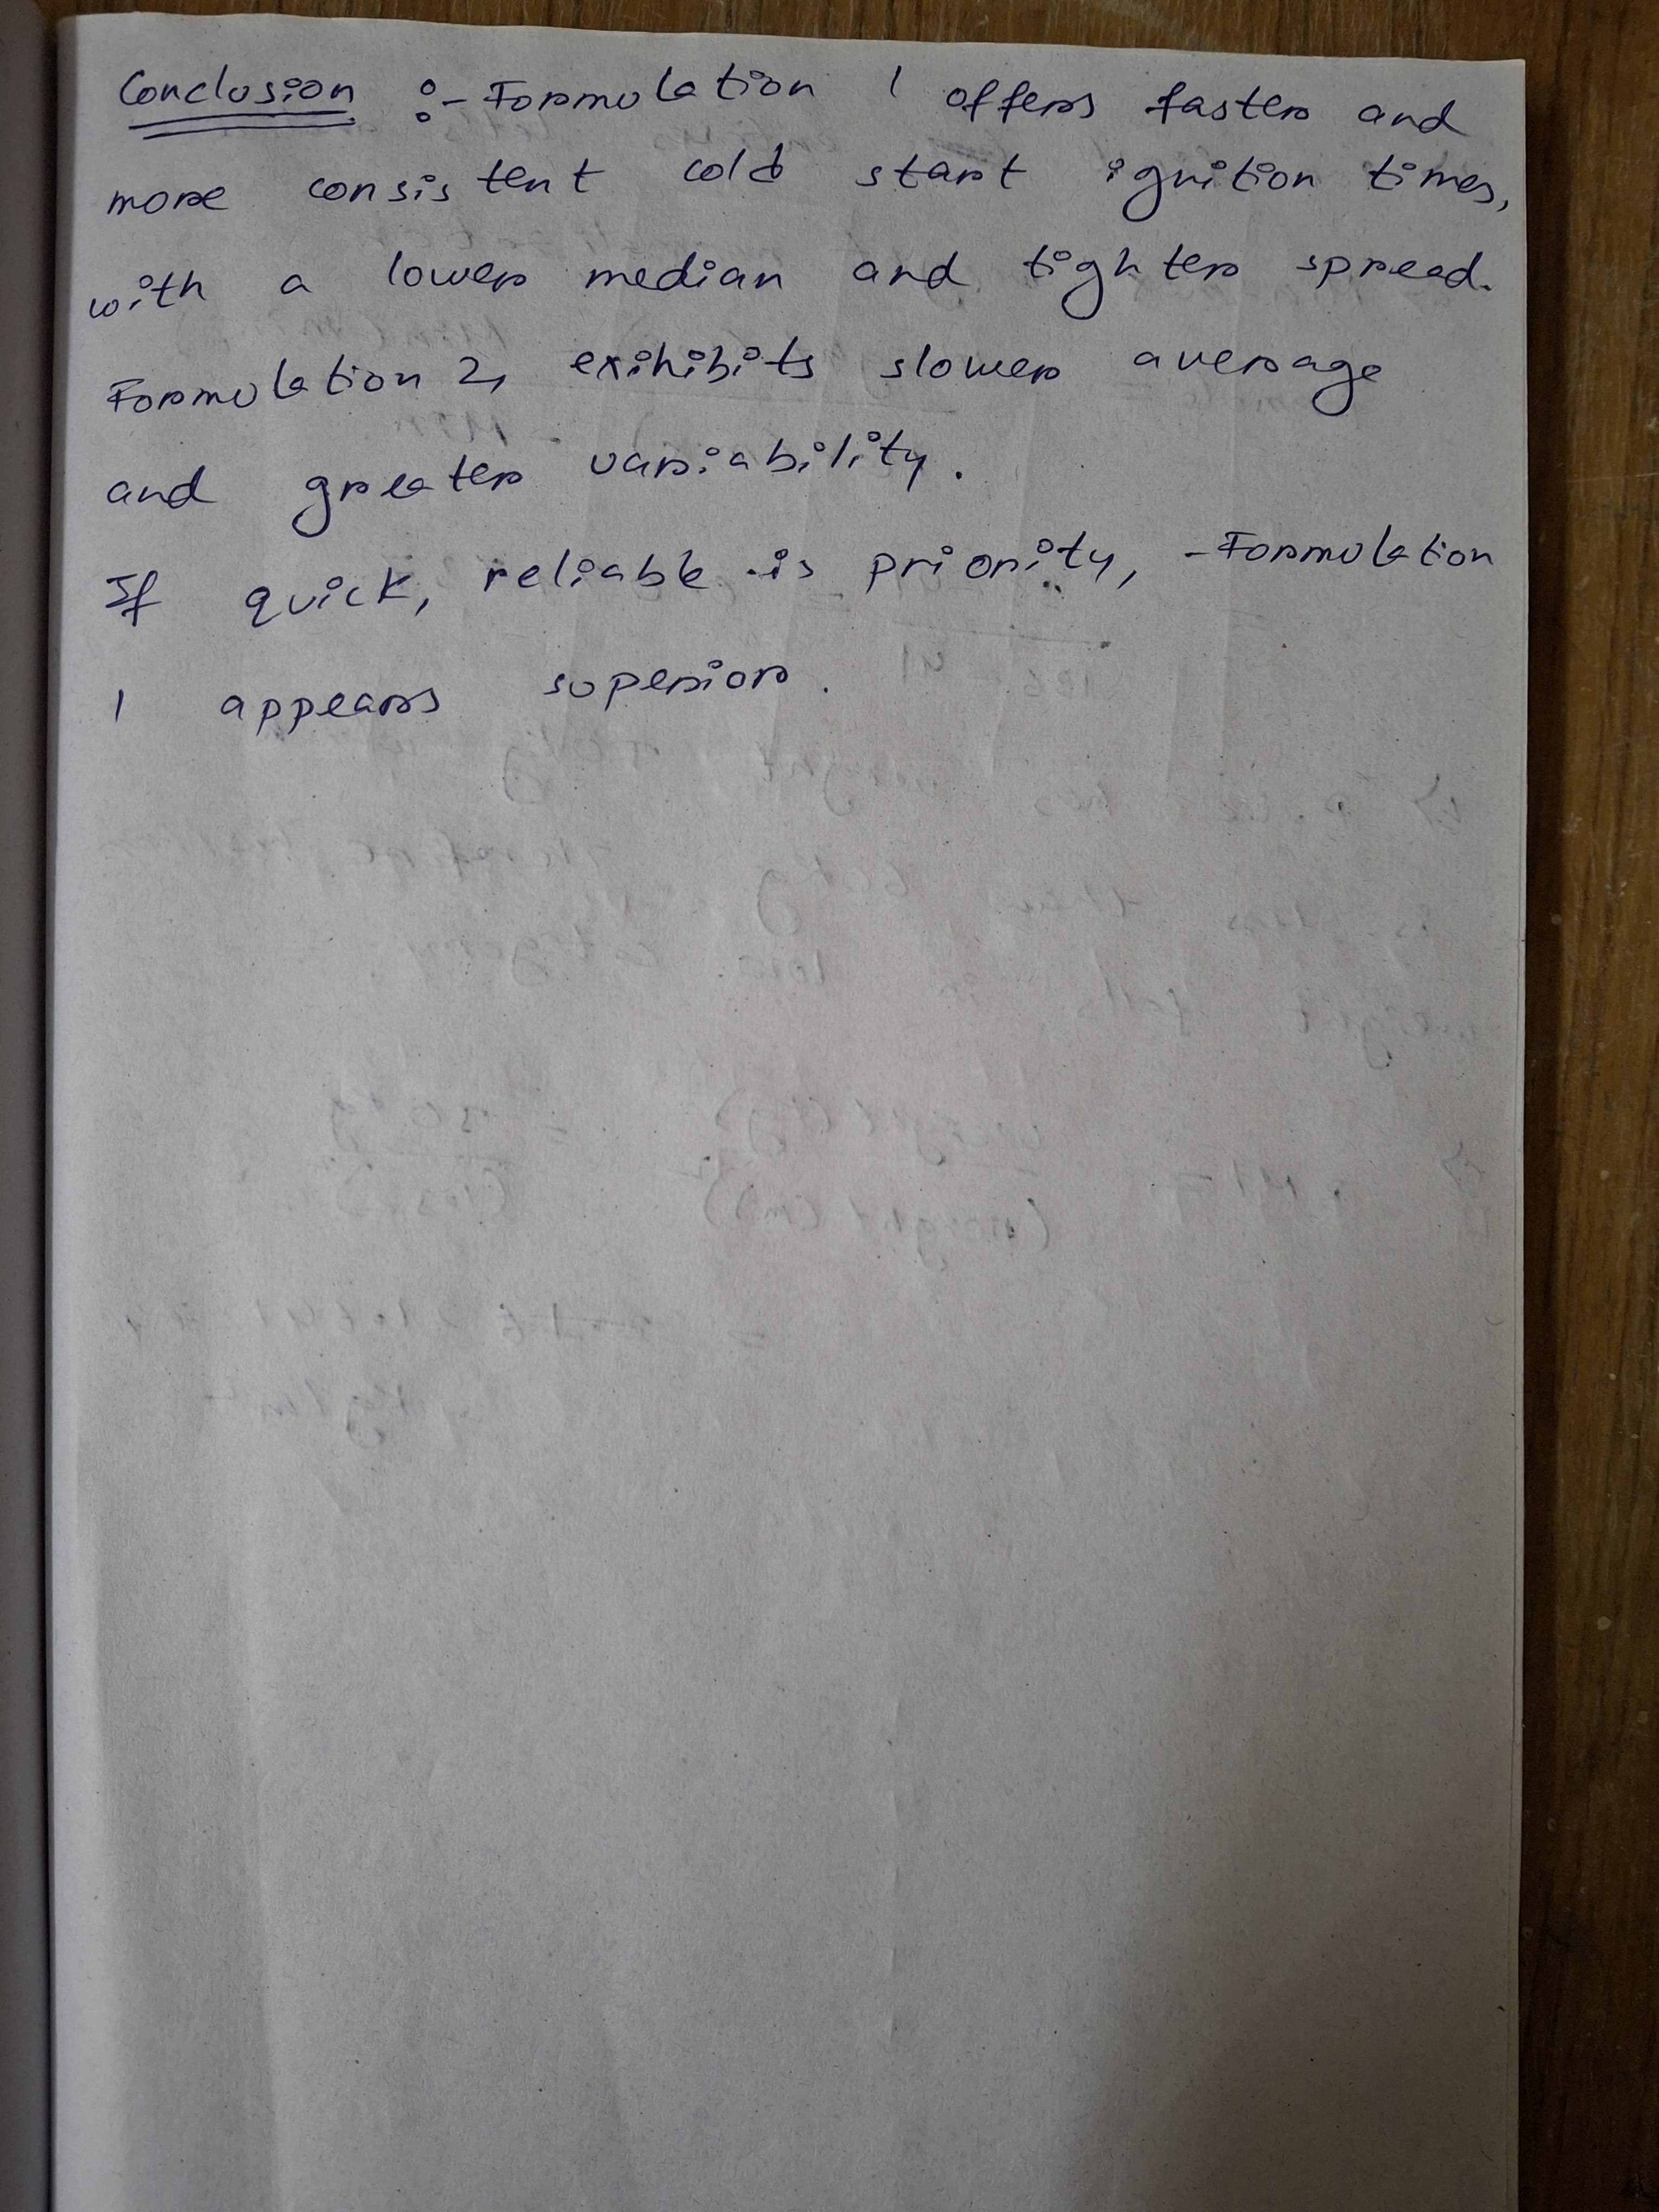 Conclusion :- Formulation 1 offers faster and
more consistent cold start ignition times,
with a lower median and tighter spread.
Formulation 2, exihibits slower average
and greater variability.
If quick, reliable is priority, Formulation
1 appears superior.